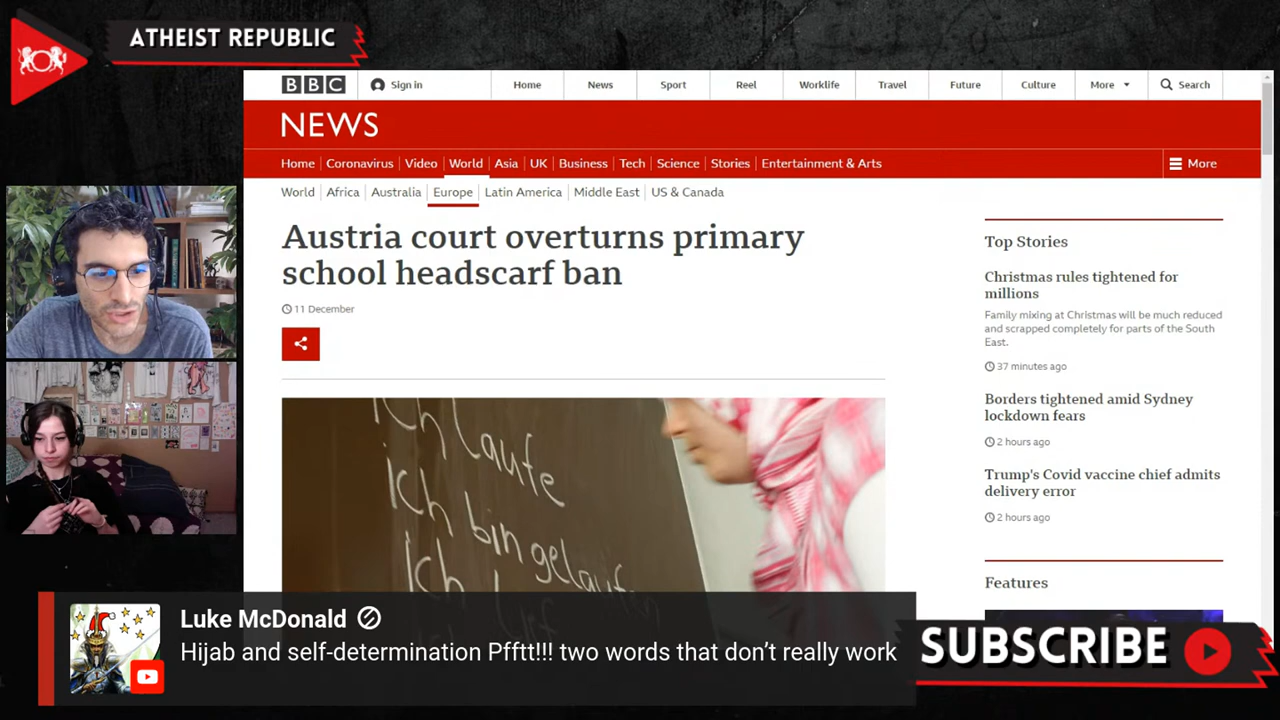 ATHEIST REPUBLIC
BBC Sign in Home News Sport Reel Worklife Travel Future Culture More Search
NEWS
Home Coronavirus Video World Asia UK Business Tech Science Stories Entertainment & Arts More
World Africa Australia Europe Latin America Middle East US & Canada
Austria court overturns primary
school headscarf ban
11 December
Top Stories
Christmas rules tightened for
millions
Family mixing at Christmas will be much reduced
and scrapped completely for parts of the South
East.
37 minutes ago
Borders tightened amid Sydney
lockdown fears
2 hours ago
Trump's Covid vaccine chief admits
delivery error
2 hours ago
Features
ich laufe
ich bin gelaufen
ich
Luke McDonald
Hijab and self-determination Pfftt!!! two words that don't really work
SUBSCRIBE